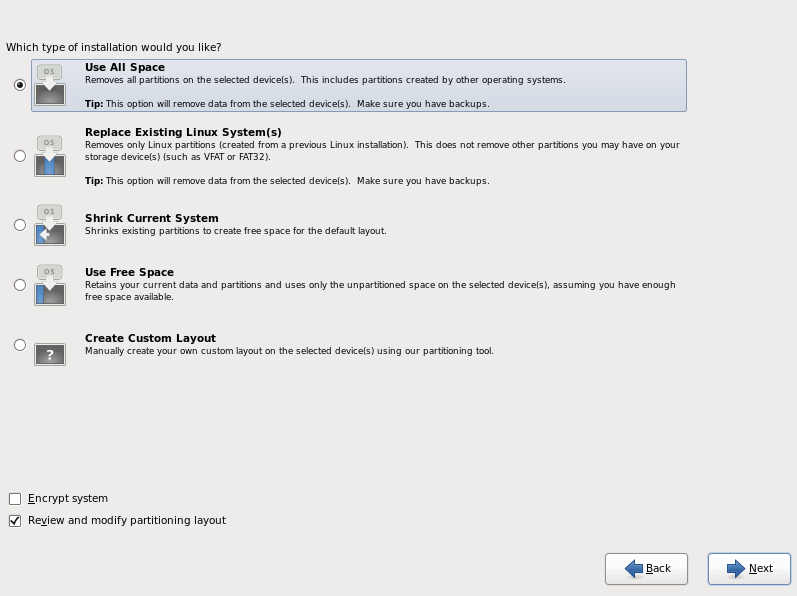 Which type of installation would you like?
OS
Use All Space
Removes all partitions on the selected device(s).  This includes partitions created by other operating systems.
Tip: This option will remove data from the selected device(s).  Make sure you have backups.
OS
Replace Existing Linux System(s)
Removes only Linux partitions (created from a previous Linux installation).  This does not remove other partitions you may have on your
storage device(s) (such as VFAT or FAT32).
Tip: This option will remove data from the selected device(s).  Make sure you have backups.
OS
Shrink Current System
Shrinks existing partitions to create free space for the default layout.
OS
Use Free Space
Retains your current data and partitions and uses only the unpartitioned space on the selected device(s), assuming you have enough
free space available.
?
Create Custom Layout
Manually create your own custom layout on the selected device(s) using our partitioning tool.
Encrypt system
Review and modify partitioning layout
Back
Next